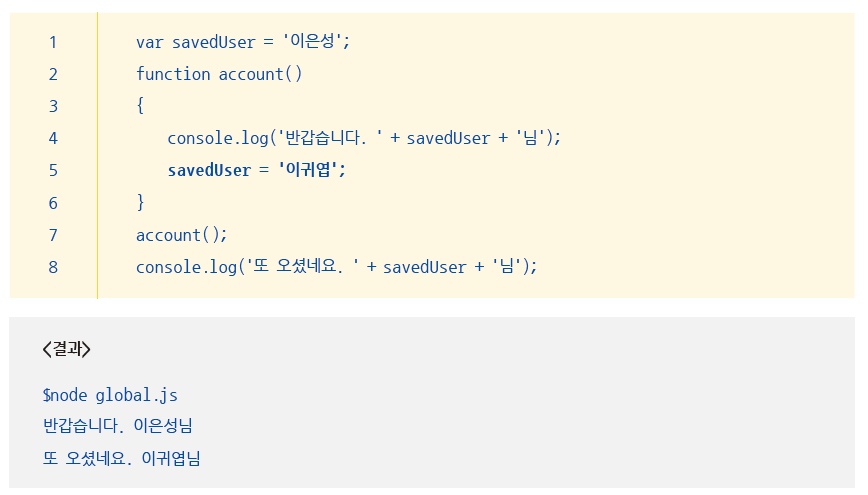 1 var savedUser = '이은성';
2 function account()
3 {
4 console.log('반갑습니다. ' + savedUser + '님');
5 savedUser = '이귀엽';
6 }
7 account();
8 console.log('또 오셨네요. ' + savedUser + '님');
<결과>
$node global.js
반갑습니다. 이은성님
또 오셨네요. 이귀엽님